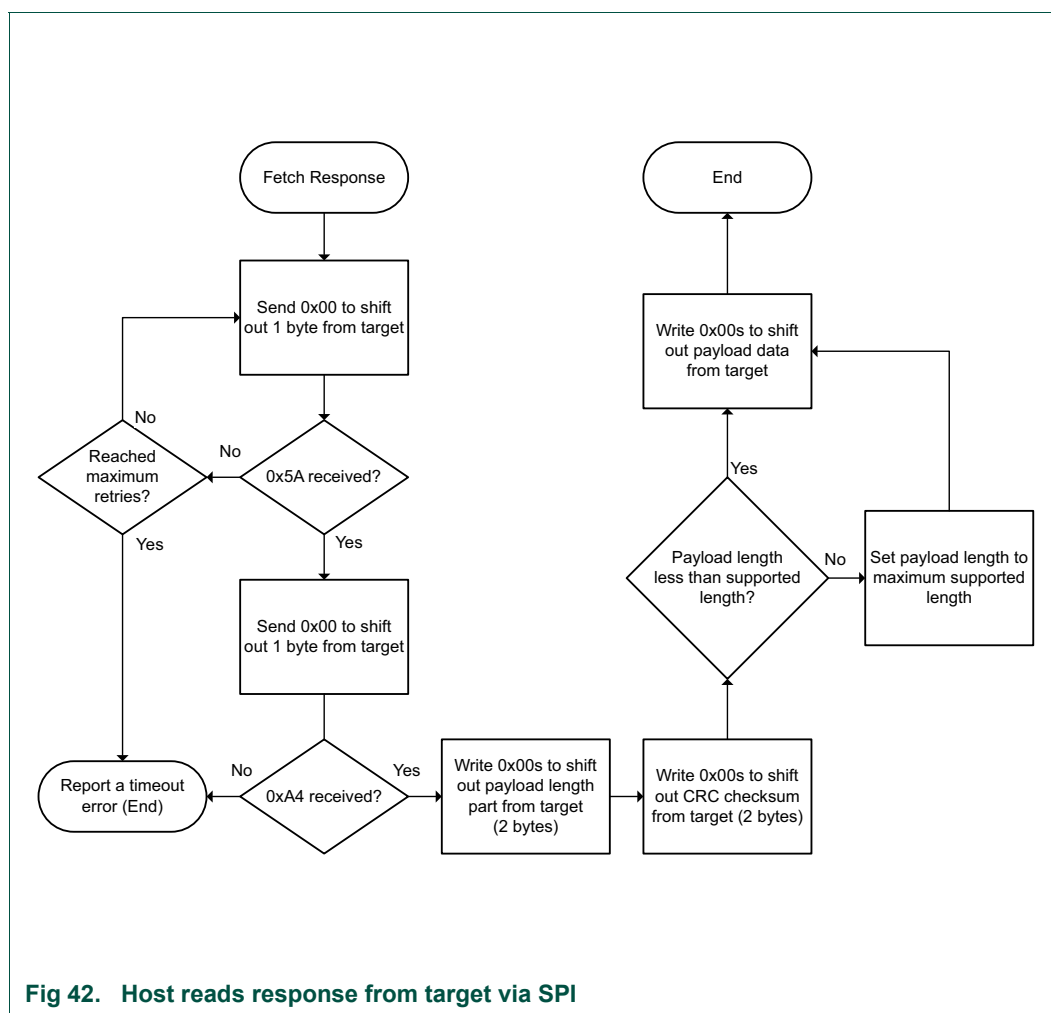 Fetch Response
Send 0x00 to shift
out 1 byte from target
No
Reached
maximum
retries?
No
0x5A received?
Yes
Yes
Send 0x00 to shift
out 1 byte from target
Report a timeout
error (End)
No
0xA4 received?
Yes
Write 0x00s to shift
out payload length
part from target
(2 bytes)
Write 0x00s to shift
out CRC checksum
from target (2 bytes)
Payload length
less than supported
length?
No
Set payload length to
maximum supported
length
Yes
Write 0x00s to shift
out payload data
from target
End
Fig 42. Host reads response from target via SPI